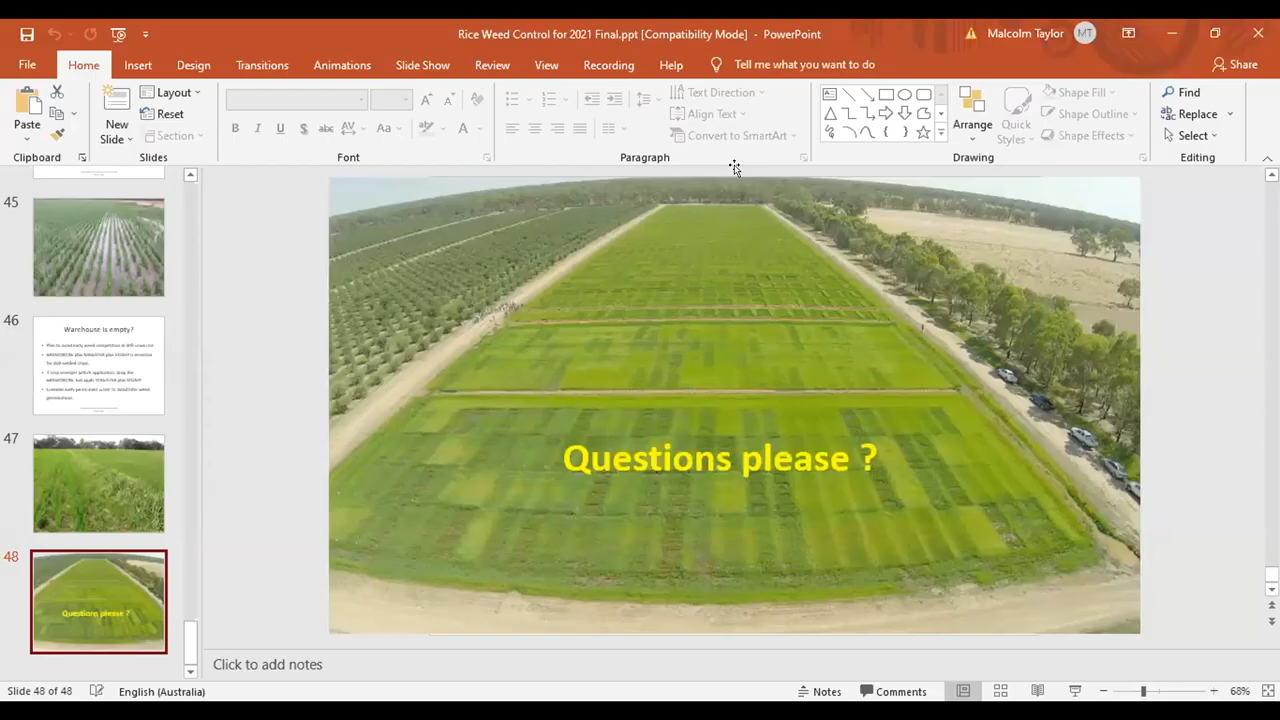 Rice Weed Control for 2021 Final.ppt [Compatibility Mode] - PowerPoint
Malcolm Taylor
MT
File
Home
Insert
Design
Transitions
Animations
Slide Show
Review
View
Recording
Help
Tell me what you want to do
Share
Paste
Clipboard
New
Slide
Layout
Reset
Section
Slides
B I U S abc AV
Aa
A
Font
Text Direction
Align Text
Convert to SmartArt
Paragraph
Arrange
Quick
Styles
Shape Fill
Shape Outline
Shape Effects
Drawing
Find
Replace
Select
Editing
45
46
Warehouse is empty?
47
48
Questions please ?
Questions please ?
Click to add notes
Slide 48 of 48
English (Australia)
Notes
Comments
68%